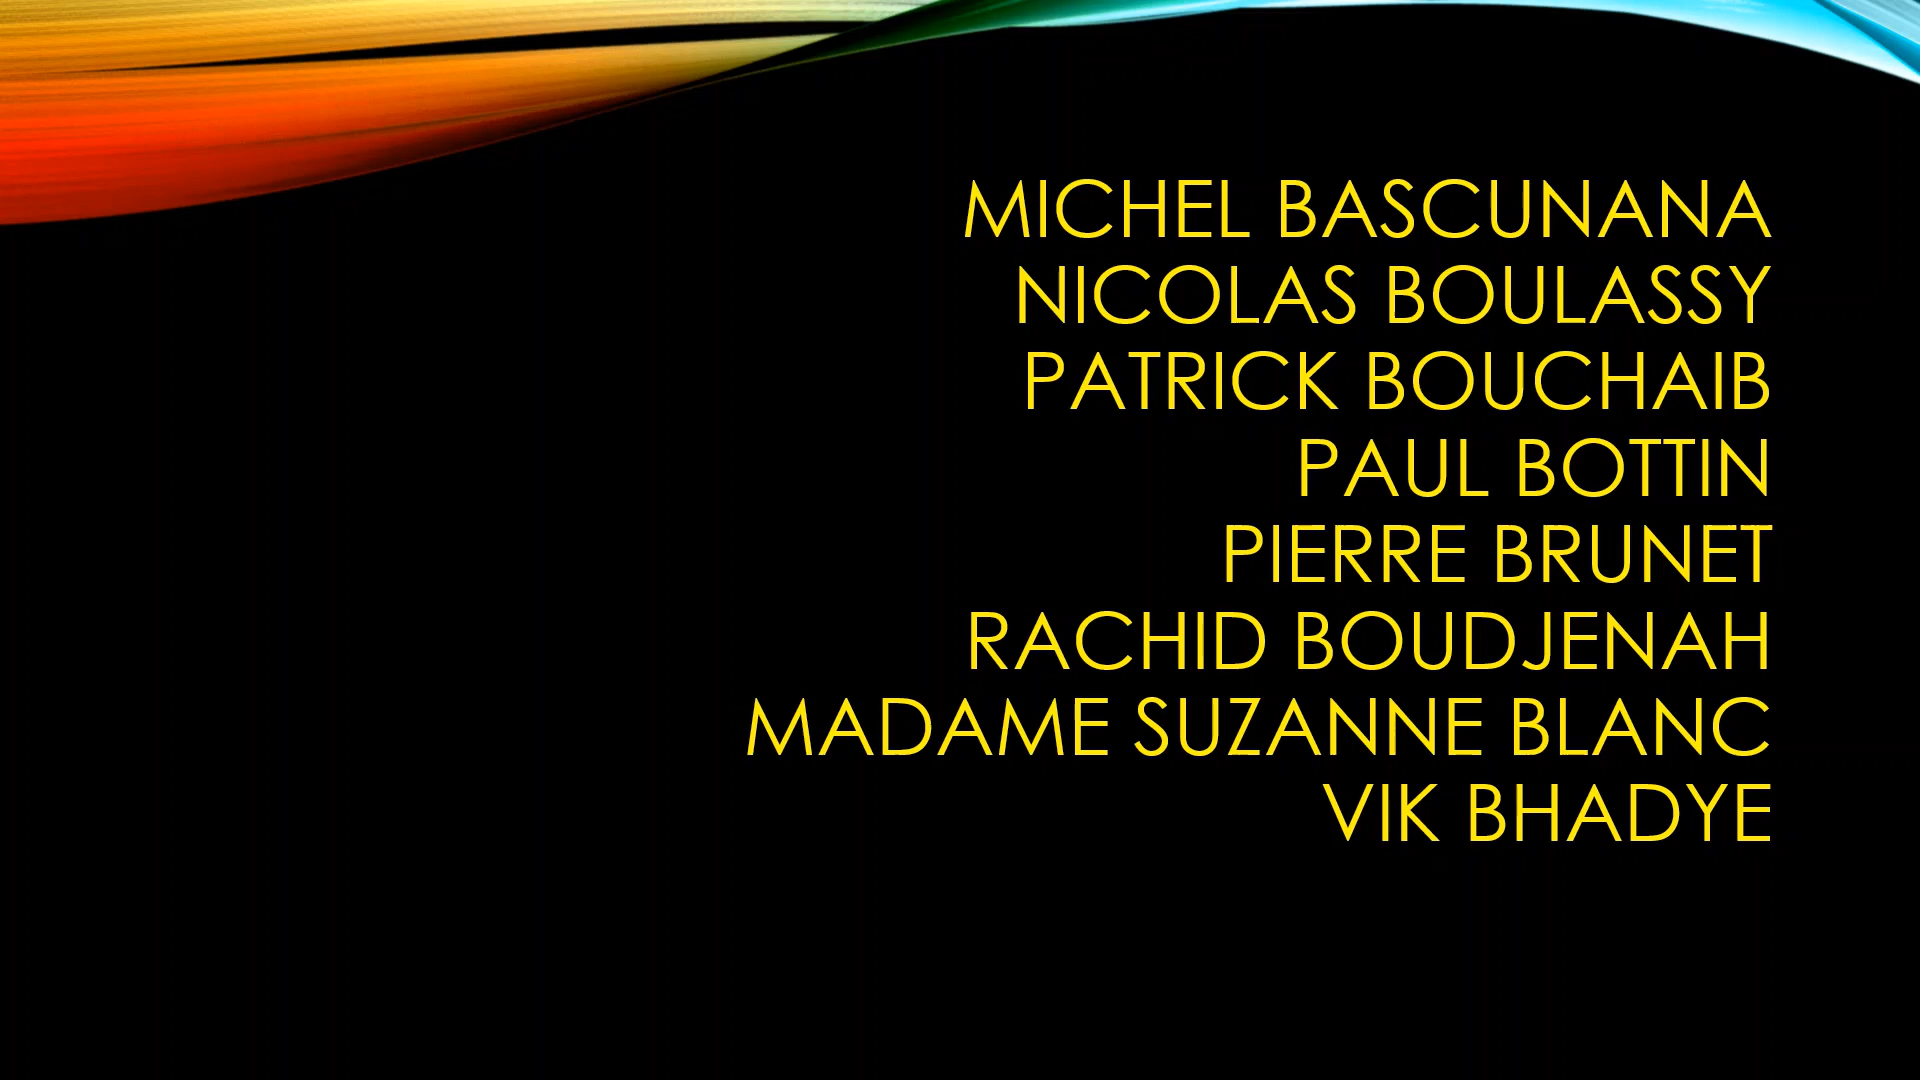 MICHEL BASCUNANA
NICOLAS BOULASSY
PATRICK BOUCHAIB
PAUL BOTTIN
PIERRE BRUNET
RACHID BOUDJENAH
MADAME SUZANNE BLANC
VIK BHADYE